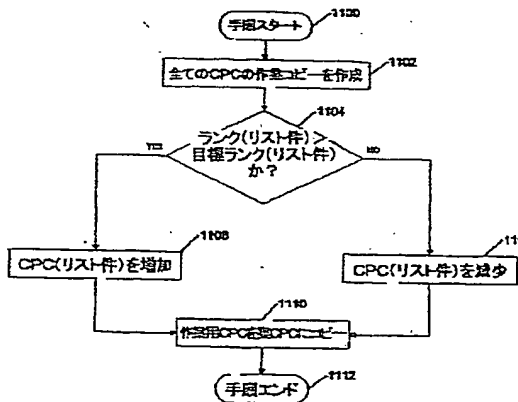 手順スタート
1100
全てのCPCの作業コピーを作成
1102
1104
ランク(リスト件)>
目標ランク(リスト件)
か?
YES
NO
1108
CPC(リスト件)を増加
11
CPC(リスト件)を減少
1110
作業用CPCを CPCにコピー
手順エンド
1112